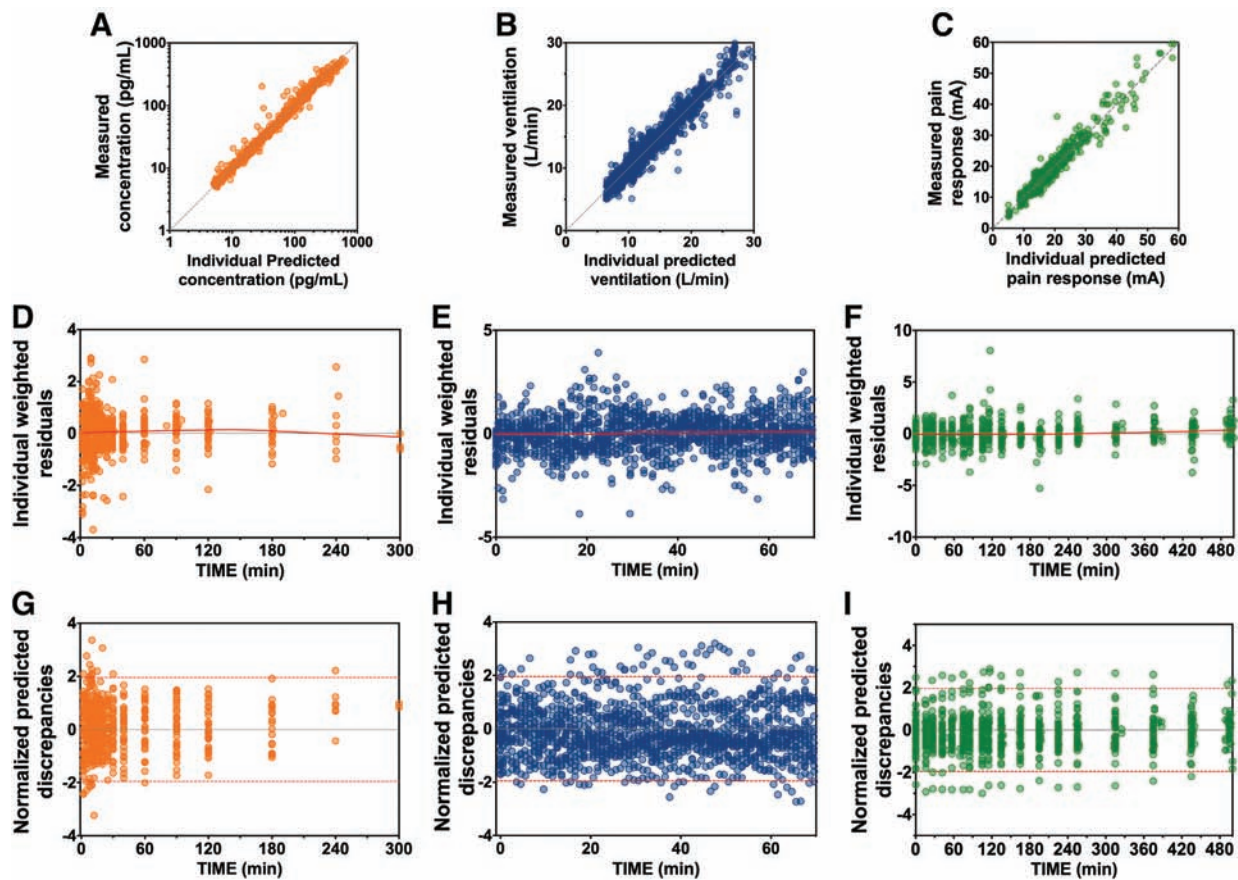 A
Measured
concentration (pg/mL)
1000
100
10
1
1
10
100
1000
Individual Predicted
concentration (pg/mL)
B
Measured ventilation
(L/min)
30
20
10
0
0
10
20
30
Individual predicted
ventilation (L/min)
C
Measured pain
response (mA)
60
50
40
30
20
10
0
0
10
20
30
40
50
60
Individual predicted
pain response (mA)
D
Individual weighted
residuals
4
2
0
-2
-4
0
60
120
180
240
300
TIME (min)
E
Individual weighted
residuals
5
0
-5
0
20
40
60
TIME (min)
F
Individual weighted
residuals
10
5
0
-5
-10
0
60
120
180
240
300
360
420
480
TIME (min)
G
Normalized predicted
discrepancies
4
2
0
-2
-4
0
60
120
180
240
300
TIME (min)
H
Normalized predicted
discrepancies
4
2
0
-2
-4
0
20
40
60
TIME (min)
I
Normalized predicted
discrepancies
4
2
0
-2
-4
0
60
120
180
240
300
360
420
480
TIME (min)